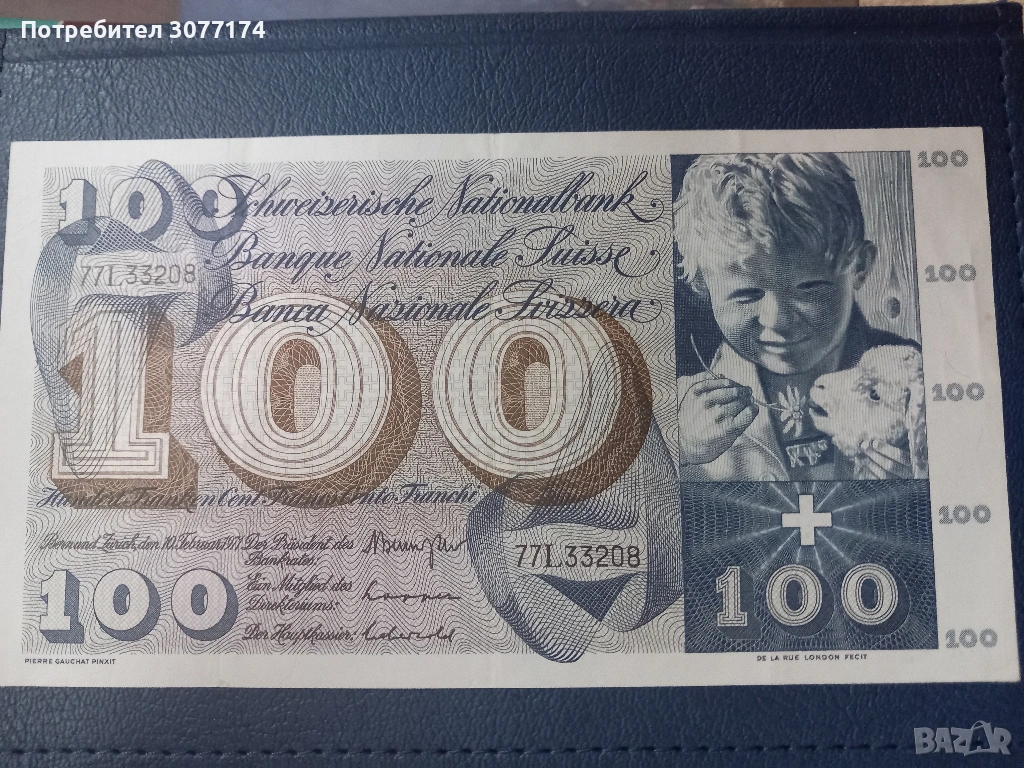 Потребител 3077174
100
Schweizerische Nationalbank
100
Banque Nationale Suisse
77L33208
100
Banca Nazionale Svizzera
100
100
Hundert Franken Cent Francs Cento Franchi
100
77L33208
Bern und Zürich, den 10. Februar 1971 Der Präsident des
Bankrates:
Ein Mitglied des
Direktoriums:
Der Hauptkassier:
100
100
100
PIERRE GAUCHAT PINXIT
DE LA RUE LONDON FECIT
BAZAR